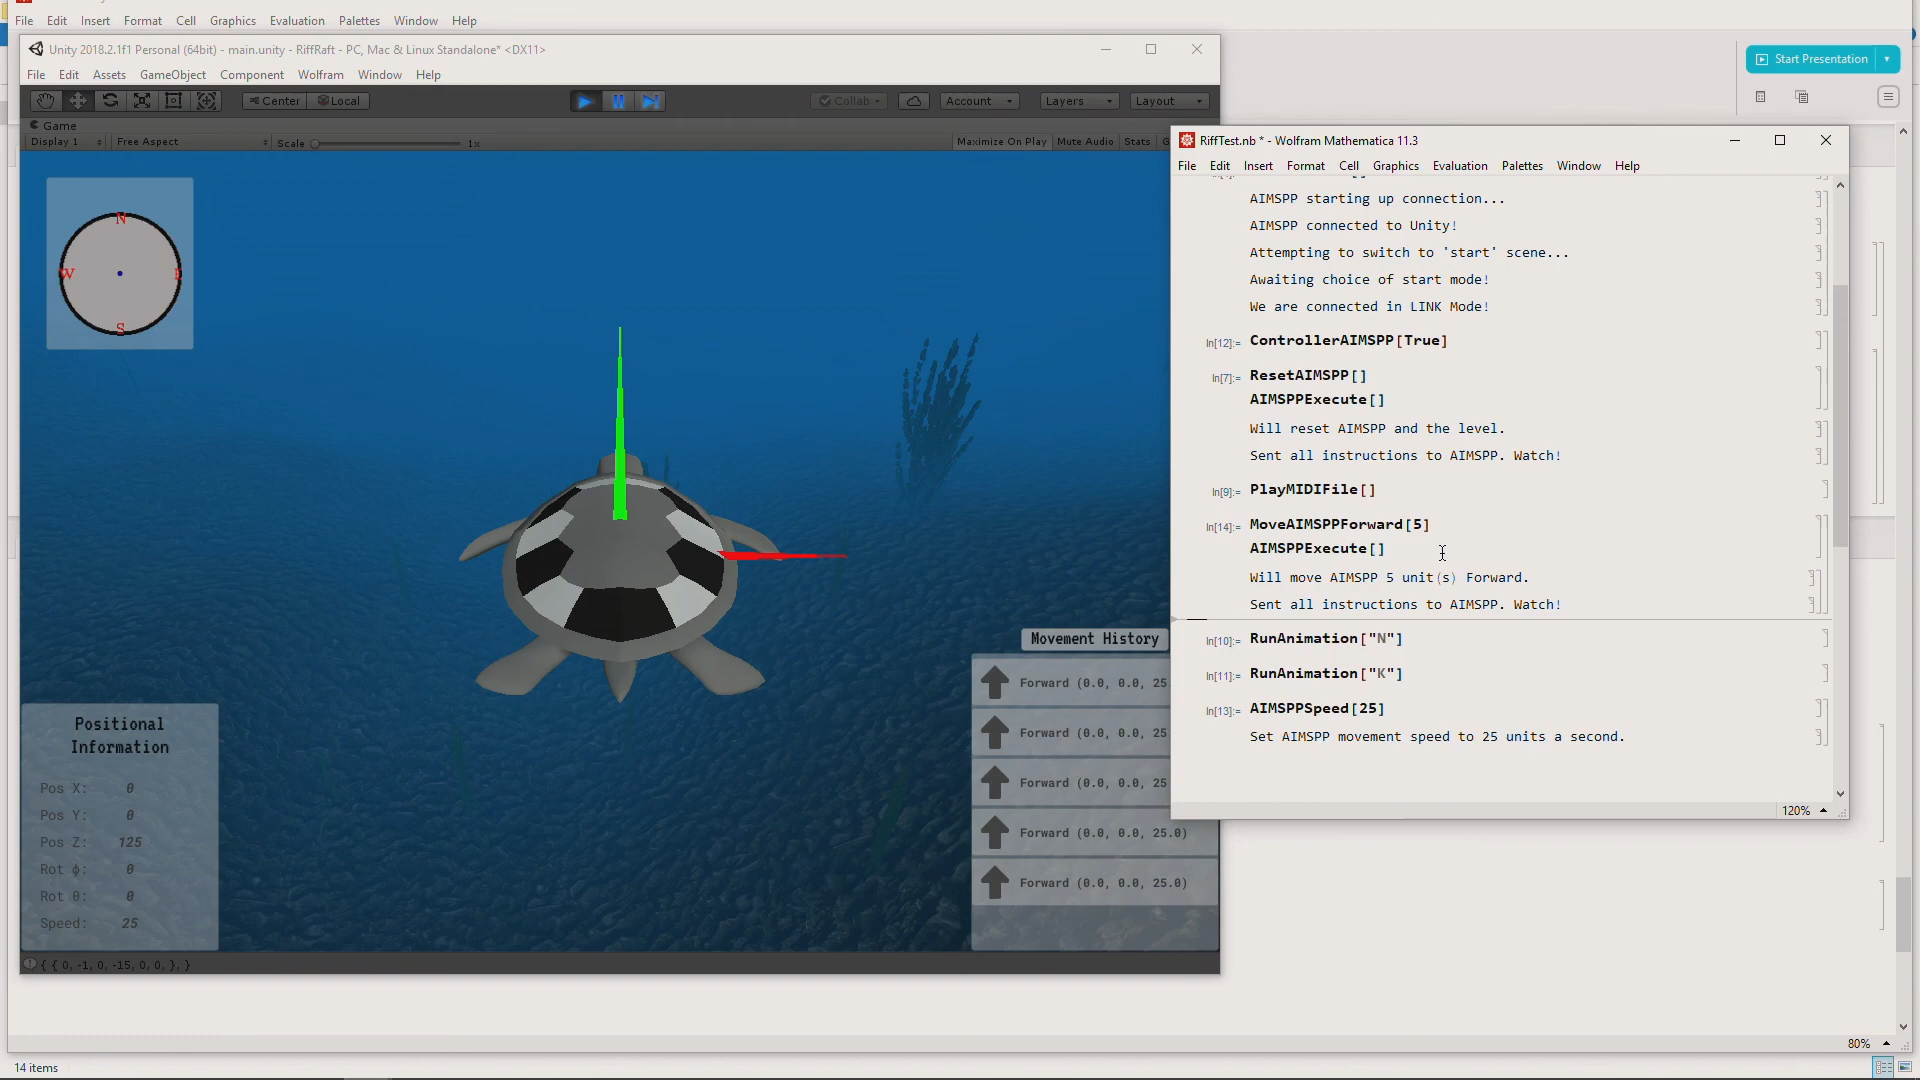 File Edit Insert Format Cell Graphics Evaluation Palettes Window Help
Unity 2018.2.1f1 Personal (64bit) - main.unity - RiffRaft - PC, Mac & Linux Standalone* <DX11>
File Edit Assets GameObject Component Wolfram Window Help
Center Local Collab Account Layers Layout
Game
Display 1 Free Aspect Scale 1x Maximize On Play Mute Audio Stats G
N
W E
S
Positional
Information
Pos X: 0
Pos Y: 0
Pos Z: 125
Rot ϕ: 0
Rot θ: 0
Speed: 25
Movement History
Forward (0.0, 0.0, 25
Forward (0.0, 0.0, 25
Forward (0.0, 0.0, 25
Forward (0.0, 0.0, 25.0)
Forward (0.0, 0.0, 25.0)
{ { 0, -1, 0, -15, 0, 0, }, }
Start Presentation
RiffTest.nb * - Wolfram Mathematica 11.3
File Edit Insert Format Cell Graphics Evaluation Palettes Window Help
AIMSPP starting up connection...
AIMSPP connected to Unity!
Attempting to switch to 'start' scene...
Awaiting choice of start mode!
We are connected in LINK Mode!
In[12]:= ControllerAIMSPP[True]
In[7]:= ResetAIMSPP[]
AIMSPPExecute[]
Will reset AIMSPP and the level.
Sent all instructions to AIMSPP. Watch!
In[9]:= PlayMIDIFile[]
In[14]:= MoveAIMSPPForward[5]
AIMSPPExecute[]
Will move AIMSPP 5 unit(s) Forward.
Sent all instructions to AIMSPP. Watch!
In[10]:= RunAnimation["N"]
In[11]:= RunAnimation["K"]
In[13]:= AIMSPPSpeed[25]
Set AIMSPP movement speed to 25 units a second.
120%
80%
14 items